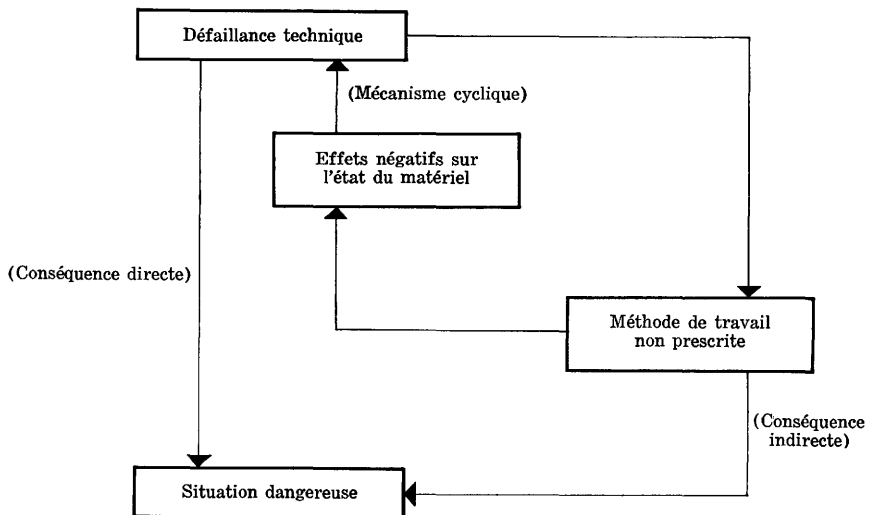 Défaillance technique
(Mécanisme cyclique)
Effets négatifs sur
l'état du matériel
(Conséquence directe)
Méthode de travail
non prescrite
(Conséquence
indirecte)
Situation dangereuse